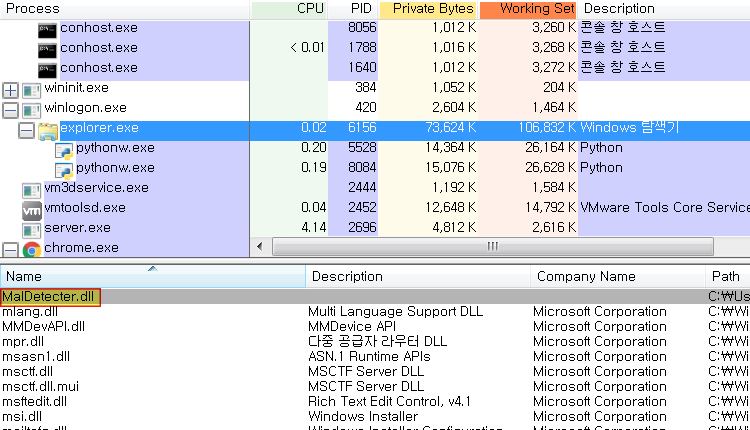 Process CPU PID Private Bytes Working Set Description
conhost.exe 8056 1,012 K 3,260 K 콘솔 창 호스트
conhost.exe < 0.01 1788 1,016 K 3,268 K 콘솔 창 호스트
conhost.exe 1640 1,012 K 3,272 K 콘솔 창 호스트
wininit.exe 384 1,052 K 204 K
winlogon.exe 420 2,604 K 1,464 K
explorer.exe 0.02 6156 73,624 K 106,832 K Windows 탐색기
pythonw.exe 0.20 5528 14,364 K 26,164 K Python
pythonw.exe 0.19 8084 15,076 K 26,628 K Python
vm3dservice.exe 2444 1,192 K 1,584 K
vm vmtoolsd.exe 0.04 2452 12,648 K 14,792 K VMware Tools Core Service
server.exe 4.14 2696 4,812 K 2,616 K
chrome.exe
Name Description Company Name Path
MalDetecter.dll C:₩Us
mlang.dll Multi Language Support DLL Microsoft Corporation C:₩Wi
MMDevAPI.dll MMDevice API Microsoft Corporation C:₩Wi
mpr.dll 다중 공급자 라우터 DLL Microsoft Corporation C:₩Wi
msasn1.dll ASN.1 Runtime APIs Microsoft Corporation C:₩Wi
msctf.dll MSCTF Server DLL Microsoft Corporation C:₩Wi
msctf.dll.mui MSCTF Server DLL Microsoft Corporation C:₩Wi
msftedit.dll Rich Text Edit Control, v4.1 Microsoft Corporation C:₩Wi
msi.dll Windows Installer Microsoft Corporation C:₩Wi